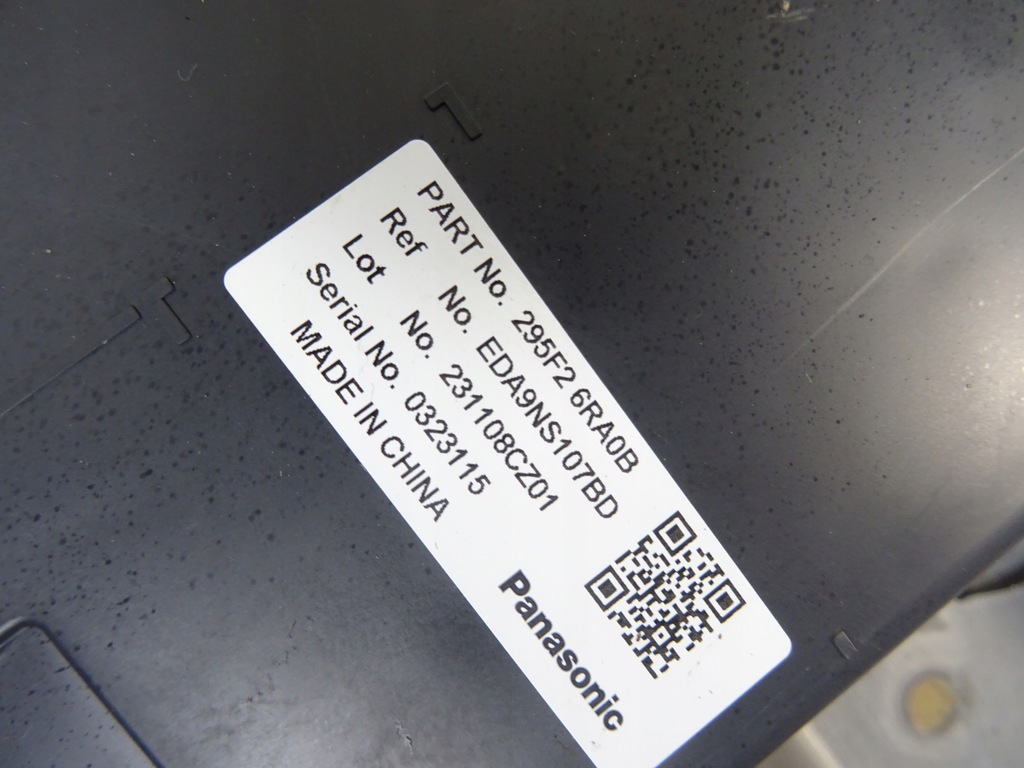 PART No. 295F2 6RA0B
Ref No. EDA9NS107BD
Lot No. 231108CZ01
Serial No. 0323115
MADE IN CHINA
Panasonic